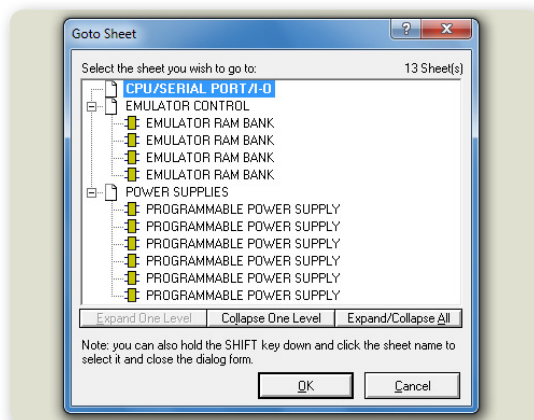 Goto Sheet
Select the sheet you wish to go to: 13 Sheet(s)
CPU/SERIAL PORT/I-O
EMULATOR CONTROL
EMULATOR RAM BANK
EMULATOR RAM BANK
EMULATOR RAM BANK
EMULATOR RAM BANK
POWER SUPPLIES
PROGRAMMABLE POWER SUPPLY
PROGRAMMABLE POWER SUPPLY
PROGRAMMABLE POWER SUPPLY
PROGRAMMABLE POWER SUPPLY
PROGRAMMABLE POWER SUPPLY
PROGRAMMABLE POWER SUPPLY
Expand One Level Collapse One Level Expand/Collapse All
Note: you can also hold the SHIFT key down and click the sheet name to
select it and close the dialog form.
OK Cancel